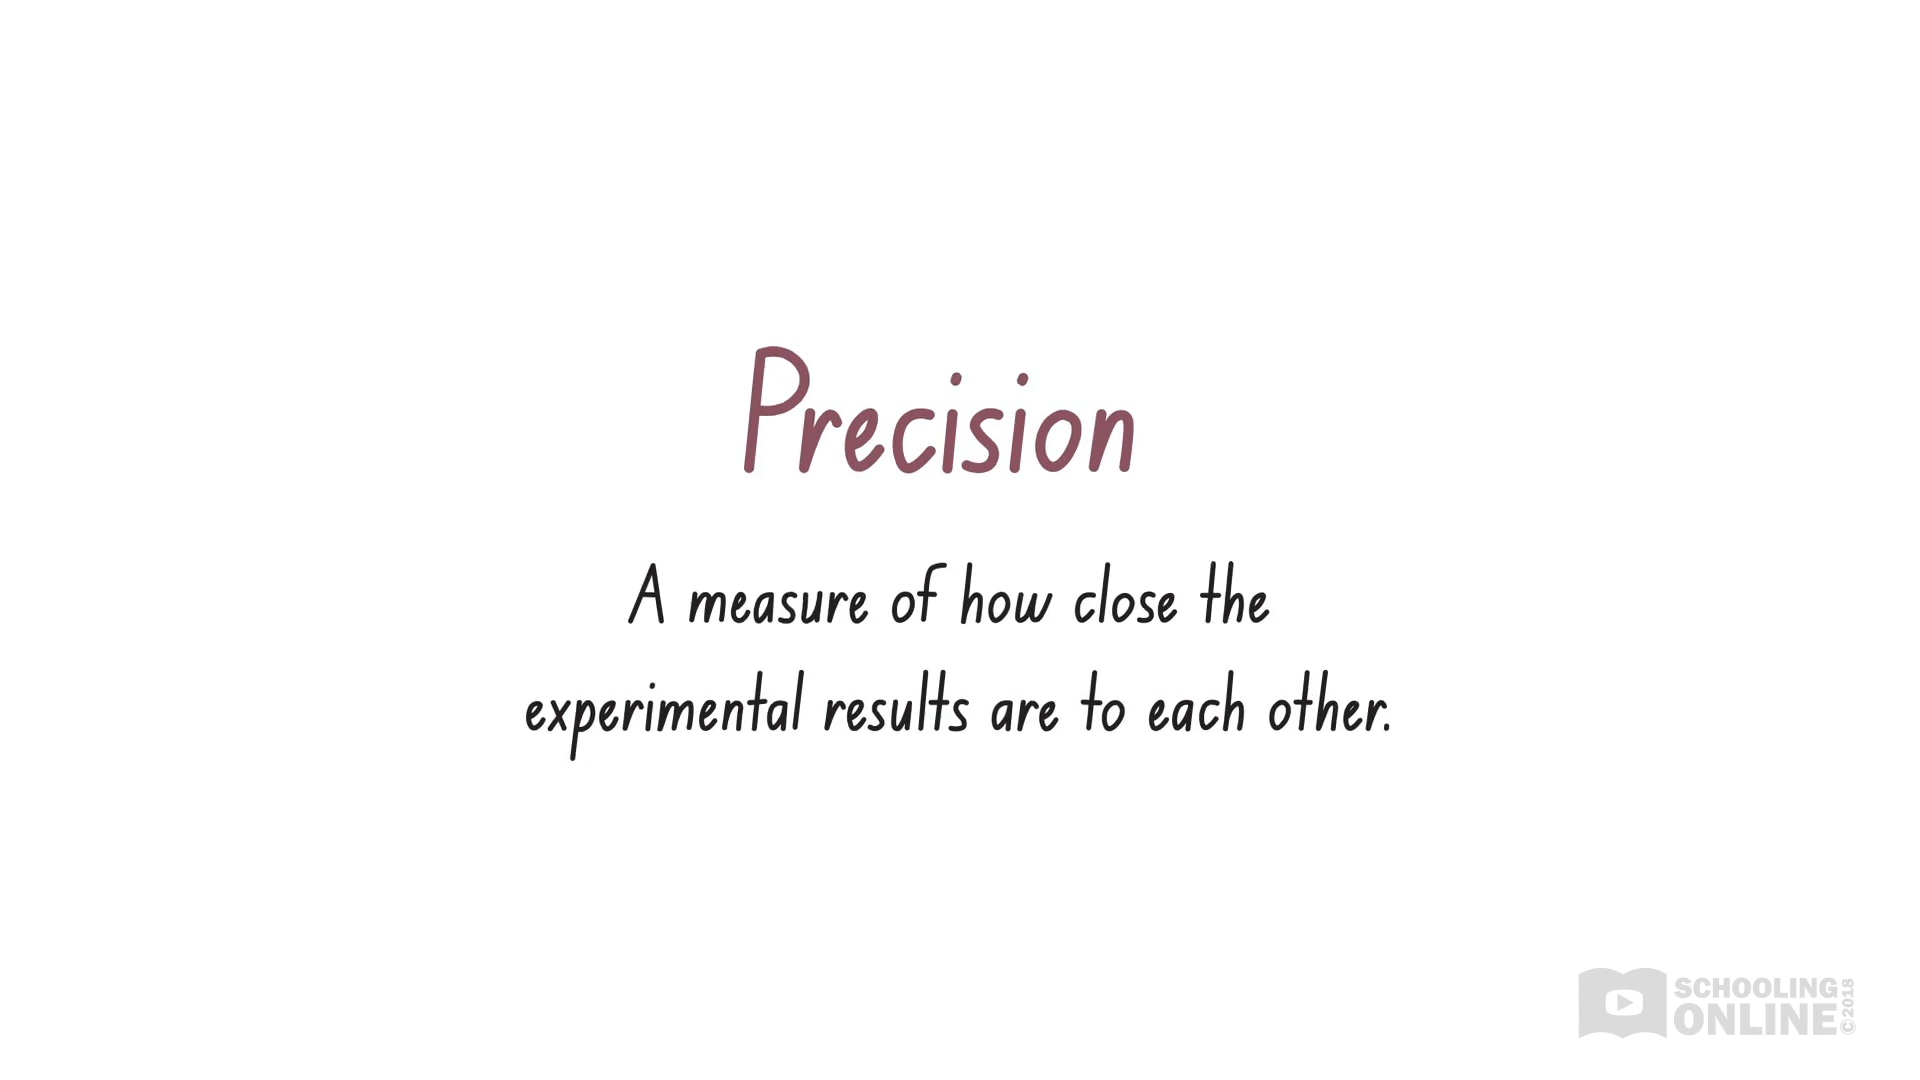 Precision
A measure of how close the
experimental results are to each other.
SCHOOLING
ONLINE
©2018